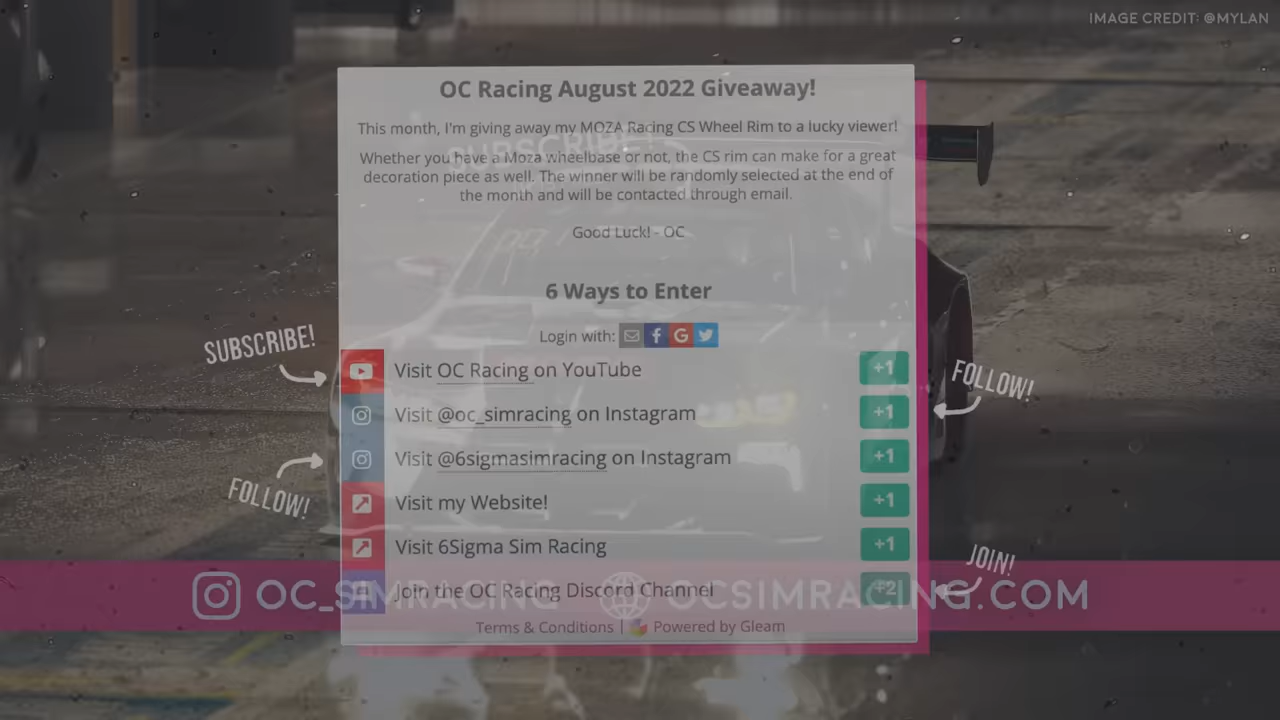 IMAGE CREDIT: @MYLAN
OC Racing August 2022 Giveaway!
This month, I'm giving away my MOZA Racing CS Wheel Rim to a lucky viewer!
SUBSCRIBE!
Whether you have a Moza wheelbase or not, the CS rim can make for a great
decoration piece as well. The winner will be randomly selected at the end of
the month and will be contacted through email.
Good Luck! - OC
6 Ways to Enter
Login with:
SUBSCRIBE!
Visit OC Racing on YouTube +1
FOLLOW!
Visit @oc_simracing on Instagram +1
Visit @6sigmasimracing on Instagram +1
FOLLOW!
Visit my Website! +1
Visit 6Sigma Sim Racing +1
JOIN!
Join the OC Racing Discord Channel +2
OC_SIMRACING OCSIMRACING.COM
Terms & Conditions | Powered by Gleam